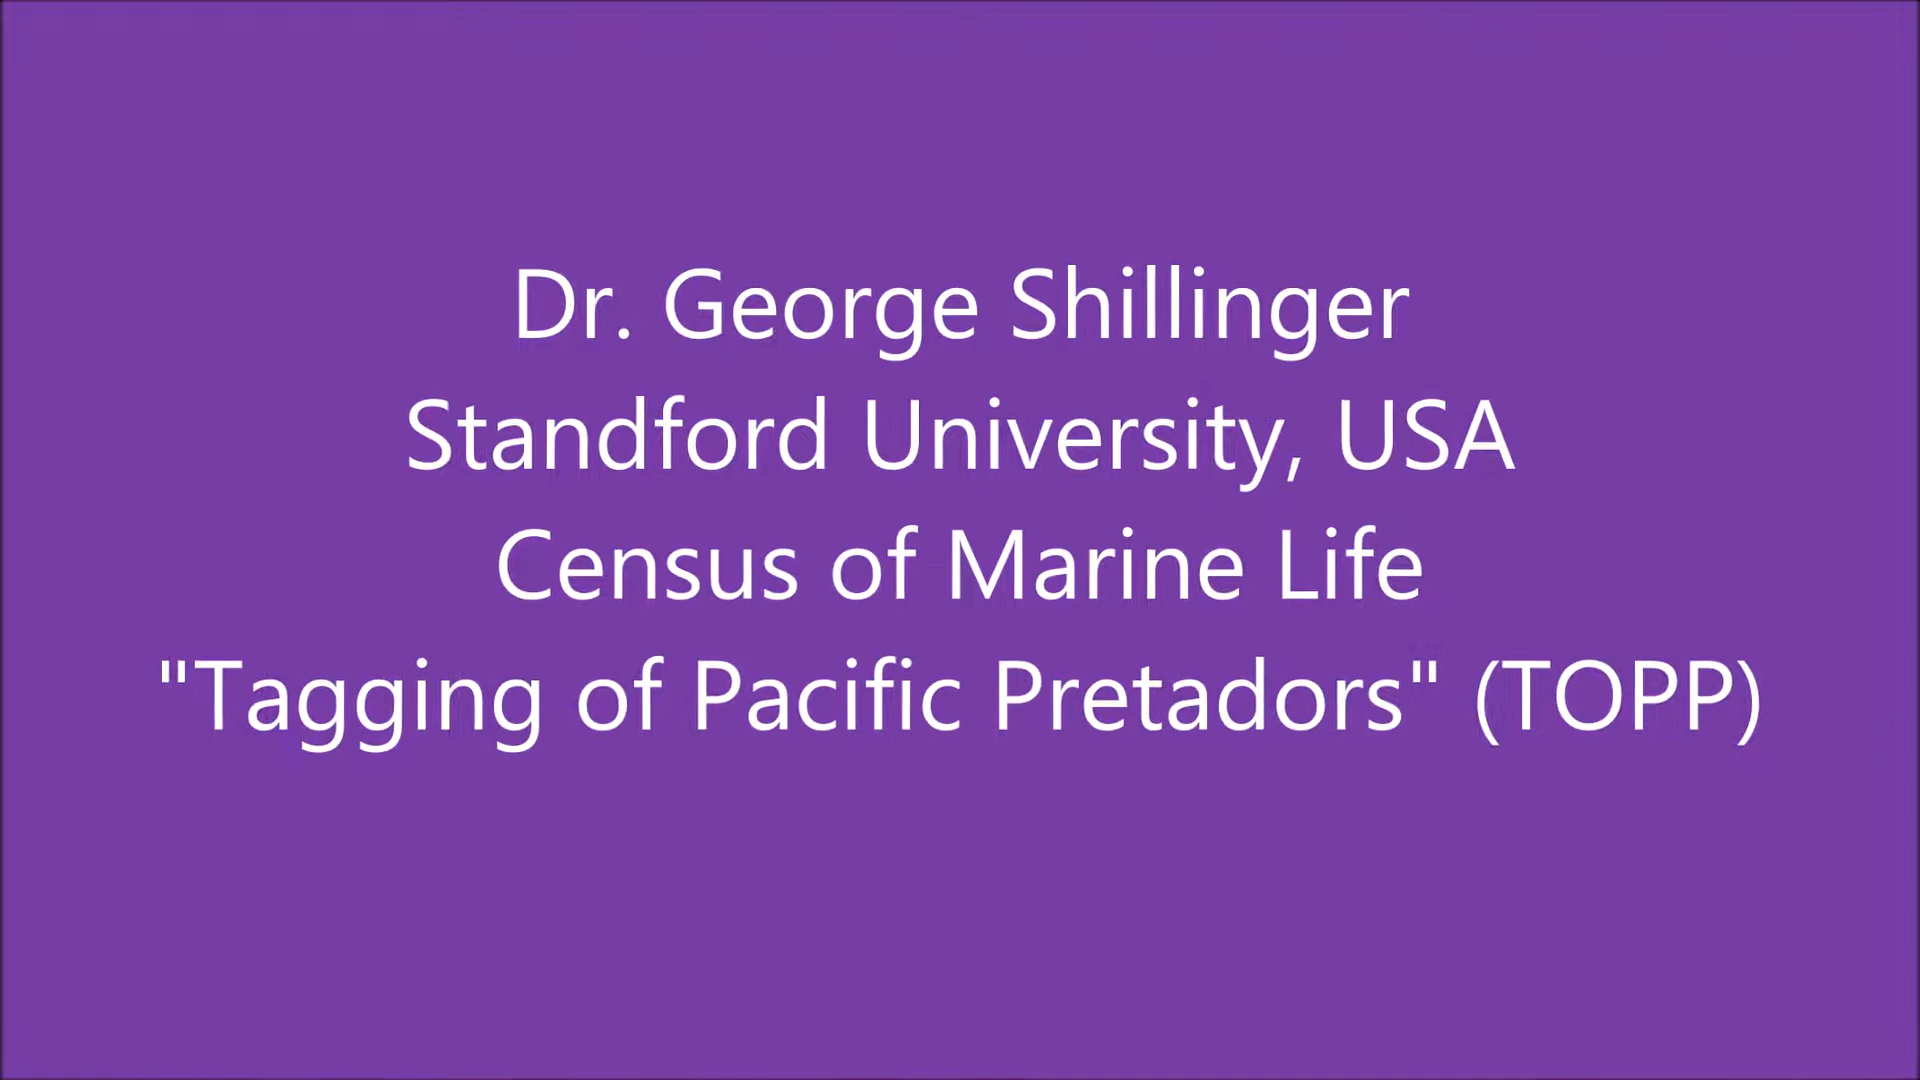 Dr. George Shillinger
Standford University, USA
Census of Marine Life
"Tagging of Pacific Pretadors" (TOPP)